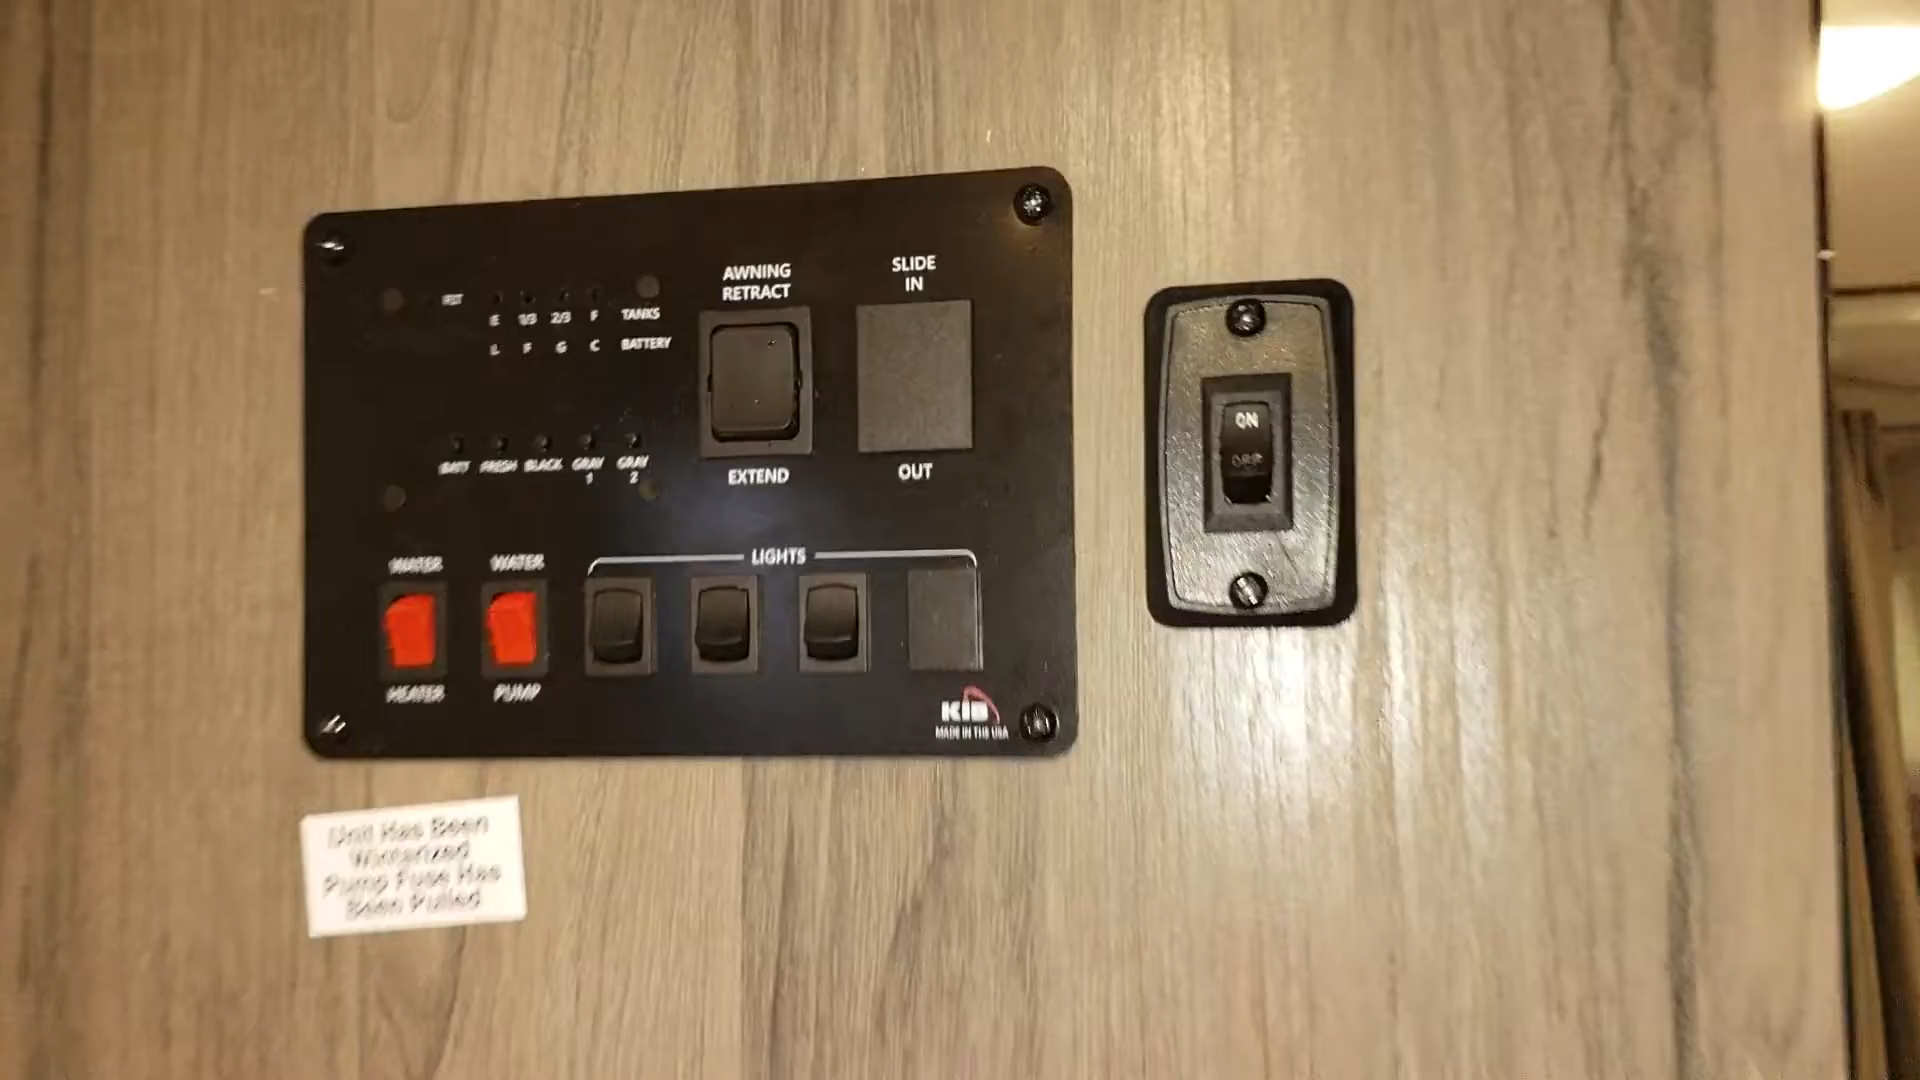 AWNING
RETRACT
SLIDE
IN
E 1/3 2/3 F TANKS
L F G C BATTERY
BATT FRESH BLACK GRAY 1 GRAY 2
EXTEND
OUT
WATER
HEATER
WATER
PUMP
LIGHTS
KIB
MADE IN THE USA
ON
OFF
Unit Has Been
Winterized
Pump Fuse Has
Been Pulled